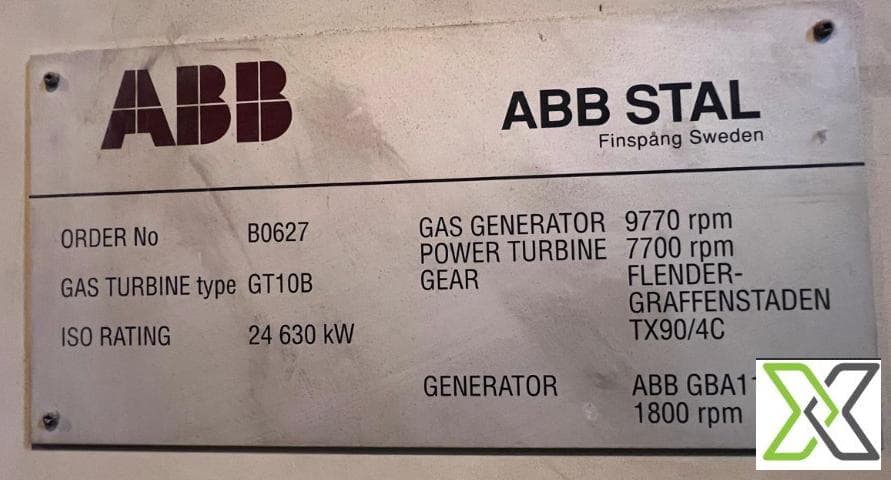 ABB
ABB STAL
Finspång Sweden
ORDER No B0627
GAS TURBINE type GT10B
ISO RATING 24 630 kW
GAS GENERATOR 9770 rpm
POWER TURBINE 7700 rpm
GEAR FLENDER-
GRAFFENSTADEN
TX90/4C
GENERATOR ABB
1800 rpm